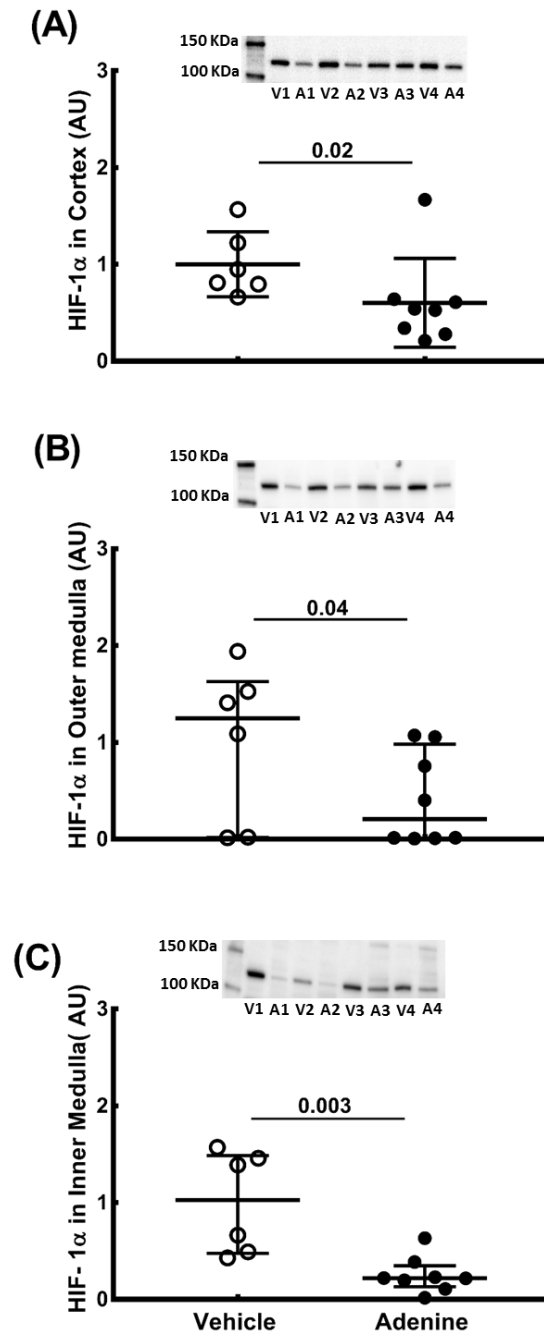 (A)
150 KDa
100 KDa
V1 A1 V2 A2 V3 A3 V4 A4
HIF-1α in Cortex (AU)
3
2
1
0
0.02
(B)
150 KDa
100 KDa
V1 A1 V2 A2 V3 A3 V4 A4
HIF-1α in Outer medulla (AU)
3
2
1
0
0.04
(C)
150 KDa
100 KDa
V1 A1 V2 A2 V3 A3 V4 A4
HIF- 1α in Inner Medulla( AU)
3
2
1
0
0.003
Vehicle Adenine